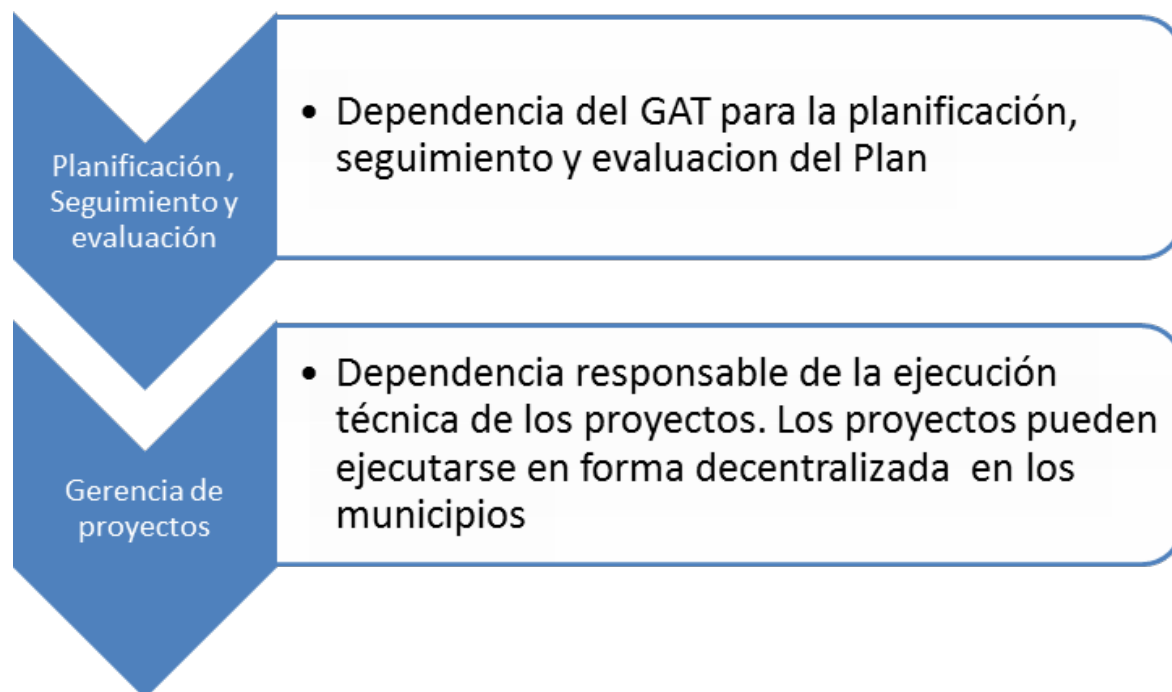 Planificación ,
Seguimiento y
evaluación
• Dependencia del GAT para la planificación,
seguimiento y evaluacion del Plan
Gerencia de
proyectos
• Dependencia responsable de la ejecución
técnica de los proyectos. Los proyectos pueden
ejecutarse en forma decentralizada  en los
municipios